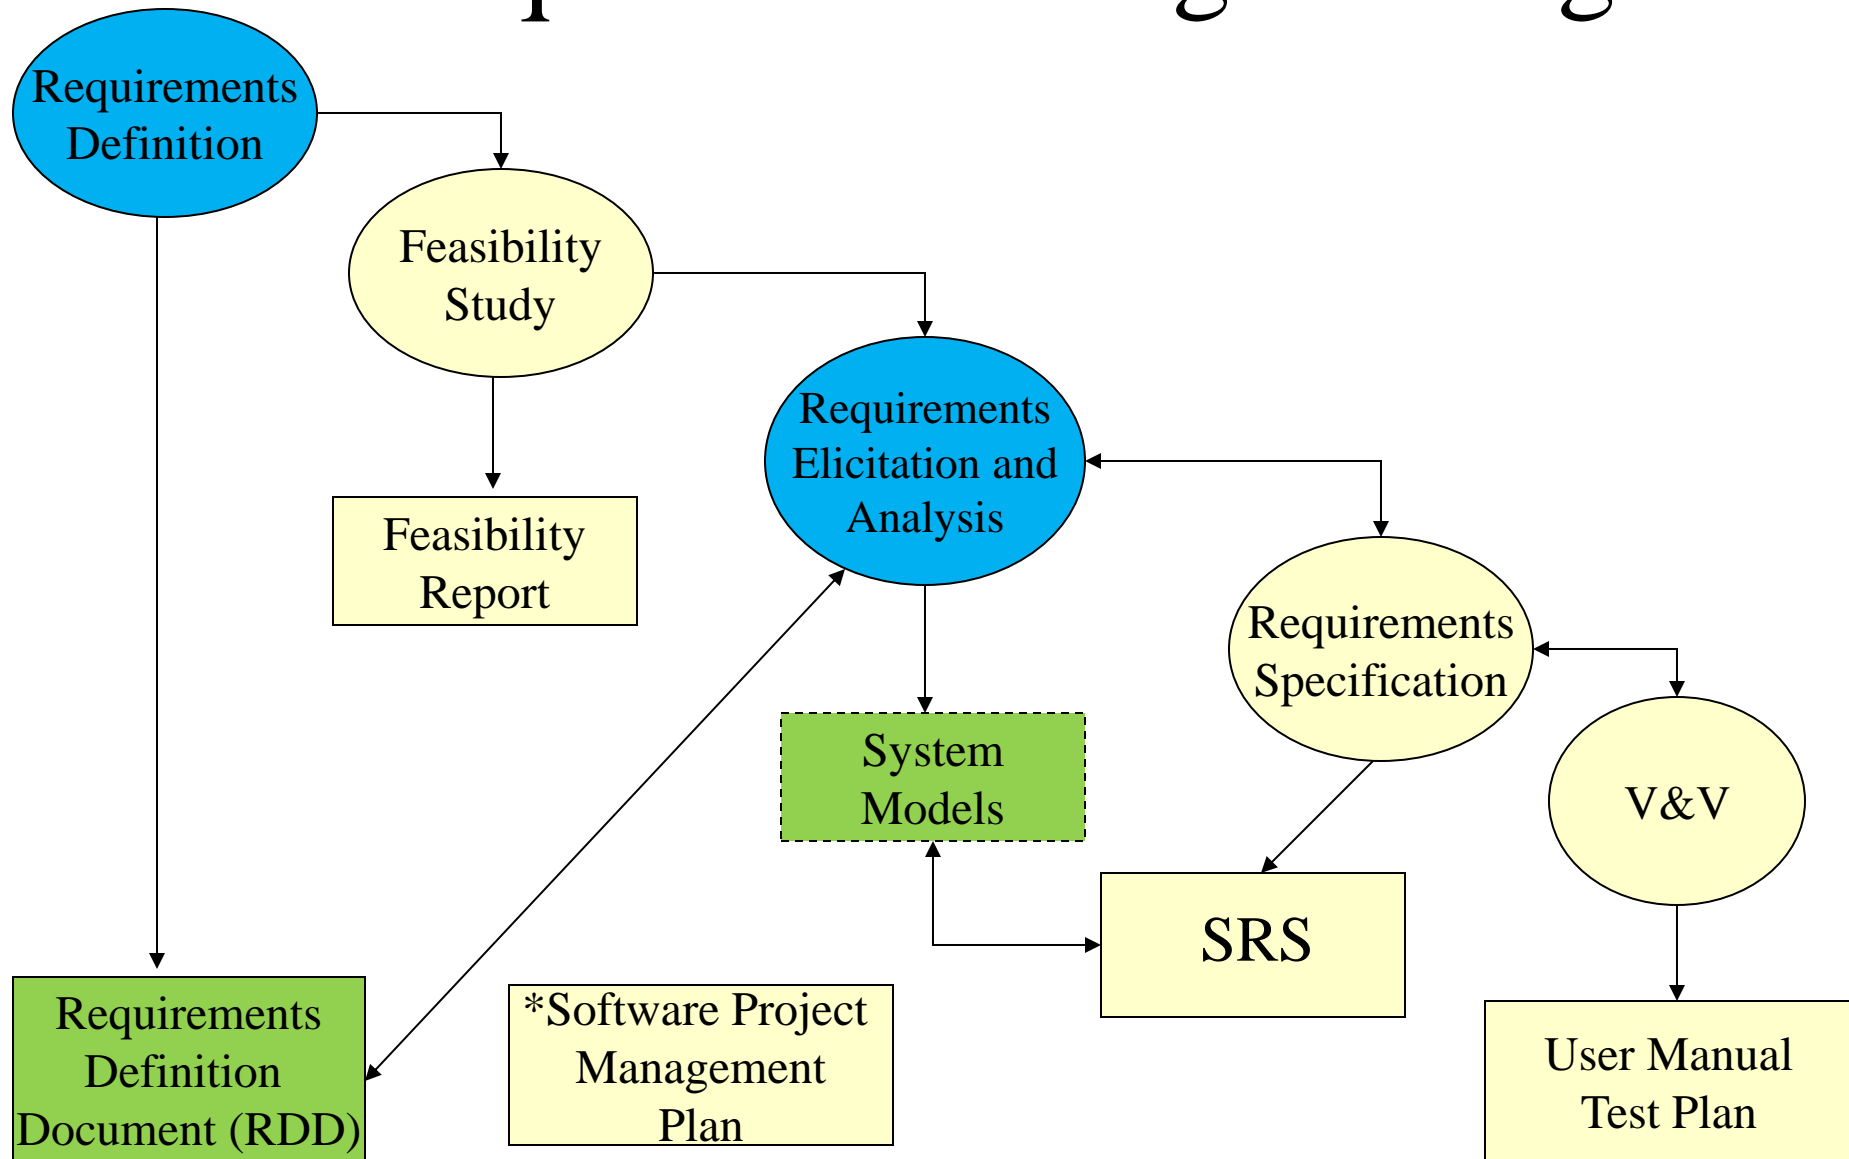 Requirements
Definition
Feasibility
Study
Requirements
Elicitation and
Analysis
Feasibility
Report
Requirements
Specification
System
Models
V&V
SRS
Requirements
Definition
Document (RDD)
*Software Project
Management
Plan
User Manual
Test Plan